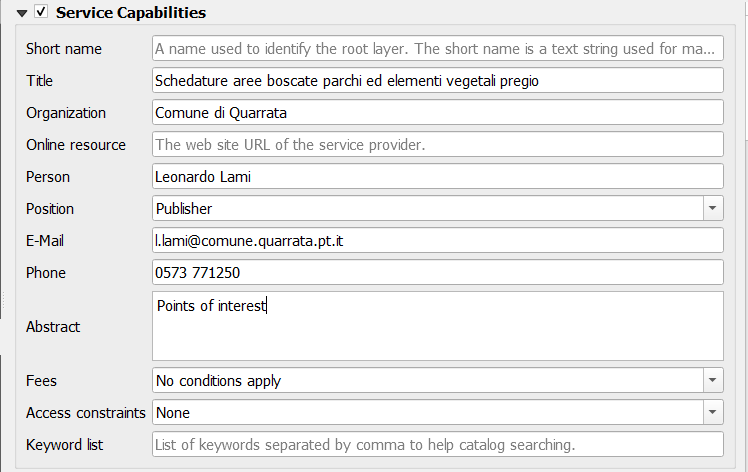 Service Capabilities
Short name A name used to identify the root layer. The short name is a text string used for ma...
Title Schedature aree boscate parchi ed elementi vegetali pregio
Organization Comune di Quarrata
Online resource The web site URL of the service provider.
Person Leonardo Lami
Position Publisher
E-Mail l.lami@comune.quarrata.pt.it
Phone 0573 771250
Abstract Points of interest
Fees No conditions apply
Access constraints None
Keyword list List of keywords separated by comma to help catalog searching.